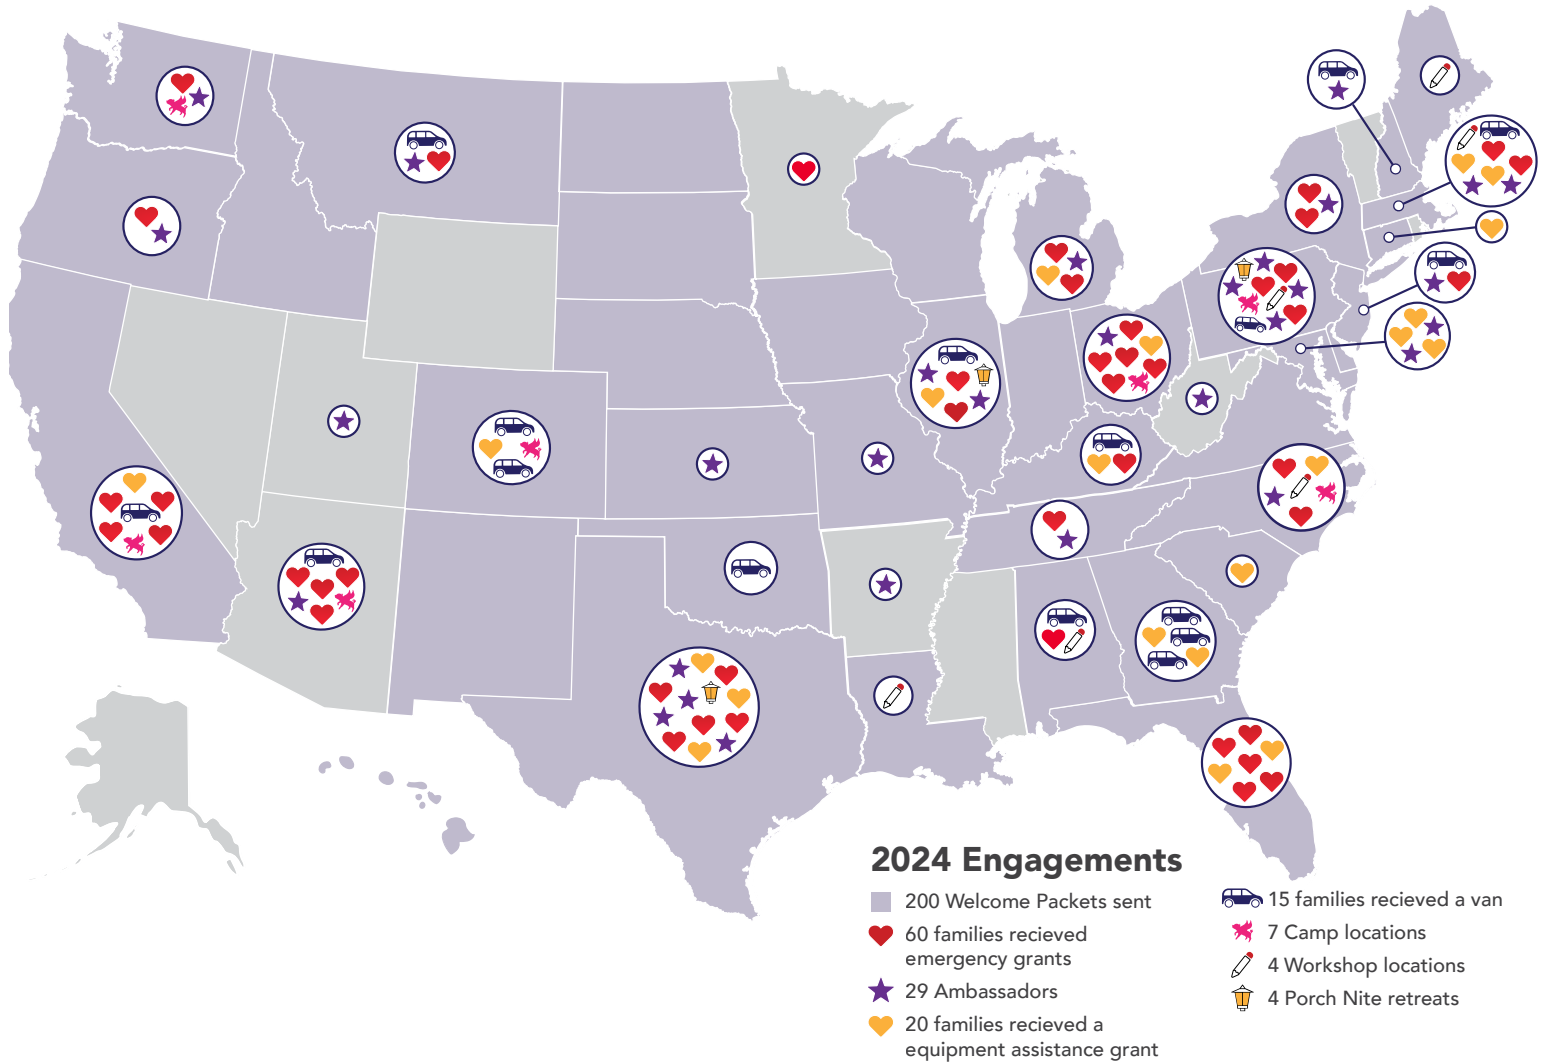 2024 Engagements
200 Welcome Packets sent
60 families recieved
emergency grants
29 Ambassadors
20 families recieved a
equipment assistance grant
15 families recieved a van
7 Camp locations
4 Workshop locations
4 Porch Nite retreats